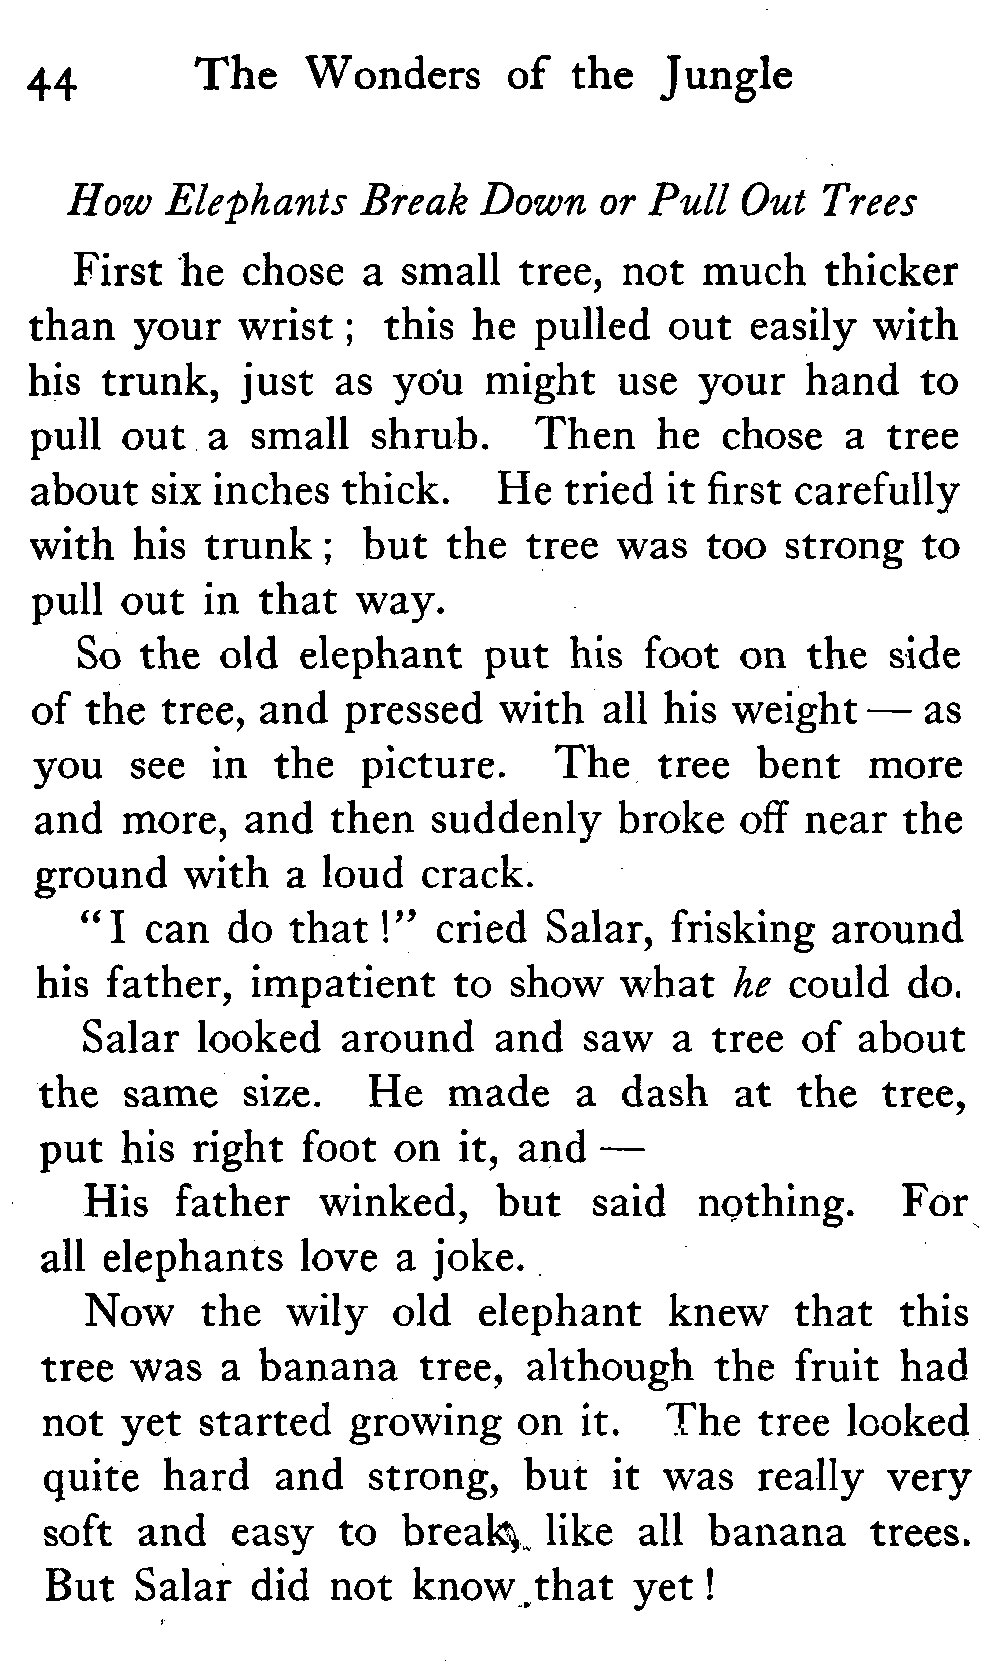 44 The Wonders of the Jungle
How Elephants Break Down or Pull Out Trees
First he chose a small tree, not much thicker
than your wrist; this he pulled out easily with
his trunk, just as you might use your hand to
pull out a small shrub. Then he chose a tree
about six inches thick. He tried it first carefully
with his trunk; but the tree was too strong to
pull out in that way.
So the old elephant put his foot on the side
of the tree, and pressed with all his weight — as
you see in the picture. The tree bent more
and more, and then suddenly broke off near the
ground with a loud crack.
"I can do that!" cried Salar, frisking around
his father, impatient to show what he could do.
Salar looked around and saw a tree of about
the same size. He made a dash at the tree,
put his right foot on it, and —
His father winked, but said nothing. For
all elephants love a joke.
Now the wily old elephant knew that this
tree was a banana tree, although the fruit had
not yet started growing on it. The tree looked
quite hard and strong, but it was really very
soft and easy to break, like all banana trees.
But Salar did not know that yet!